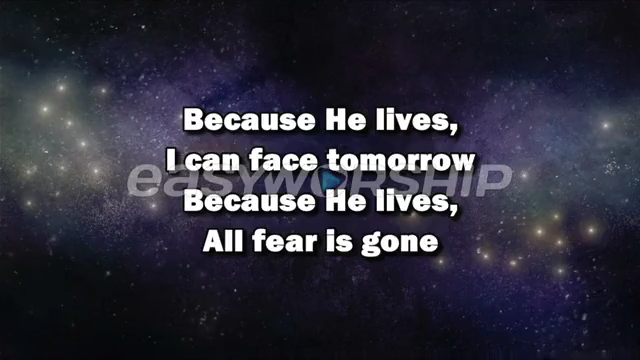 Because He lives,
I can face tomorrow
easyworship
Because He lives,
All fear is gone